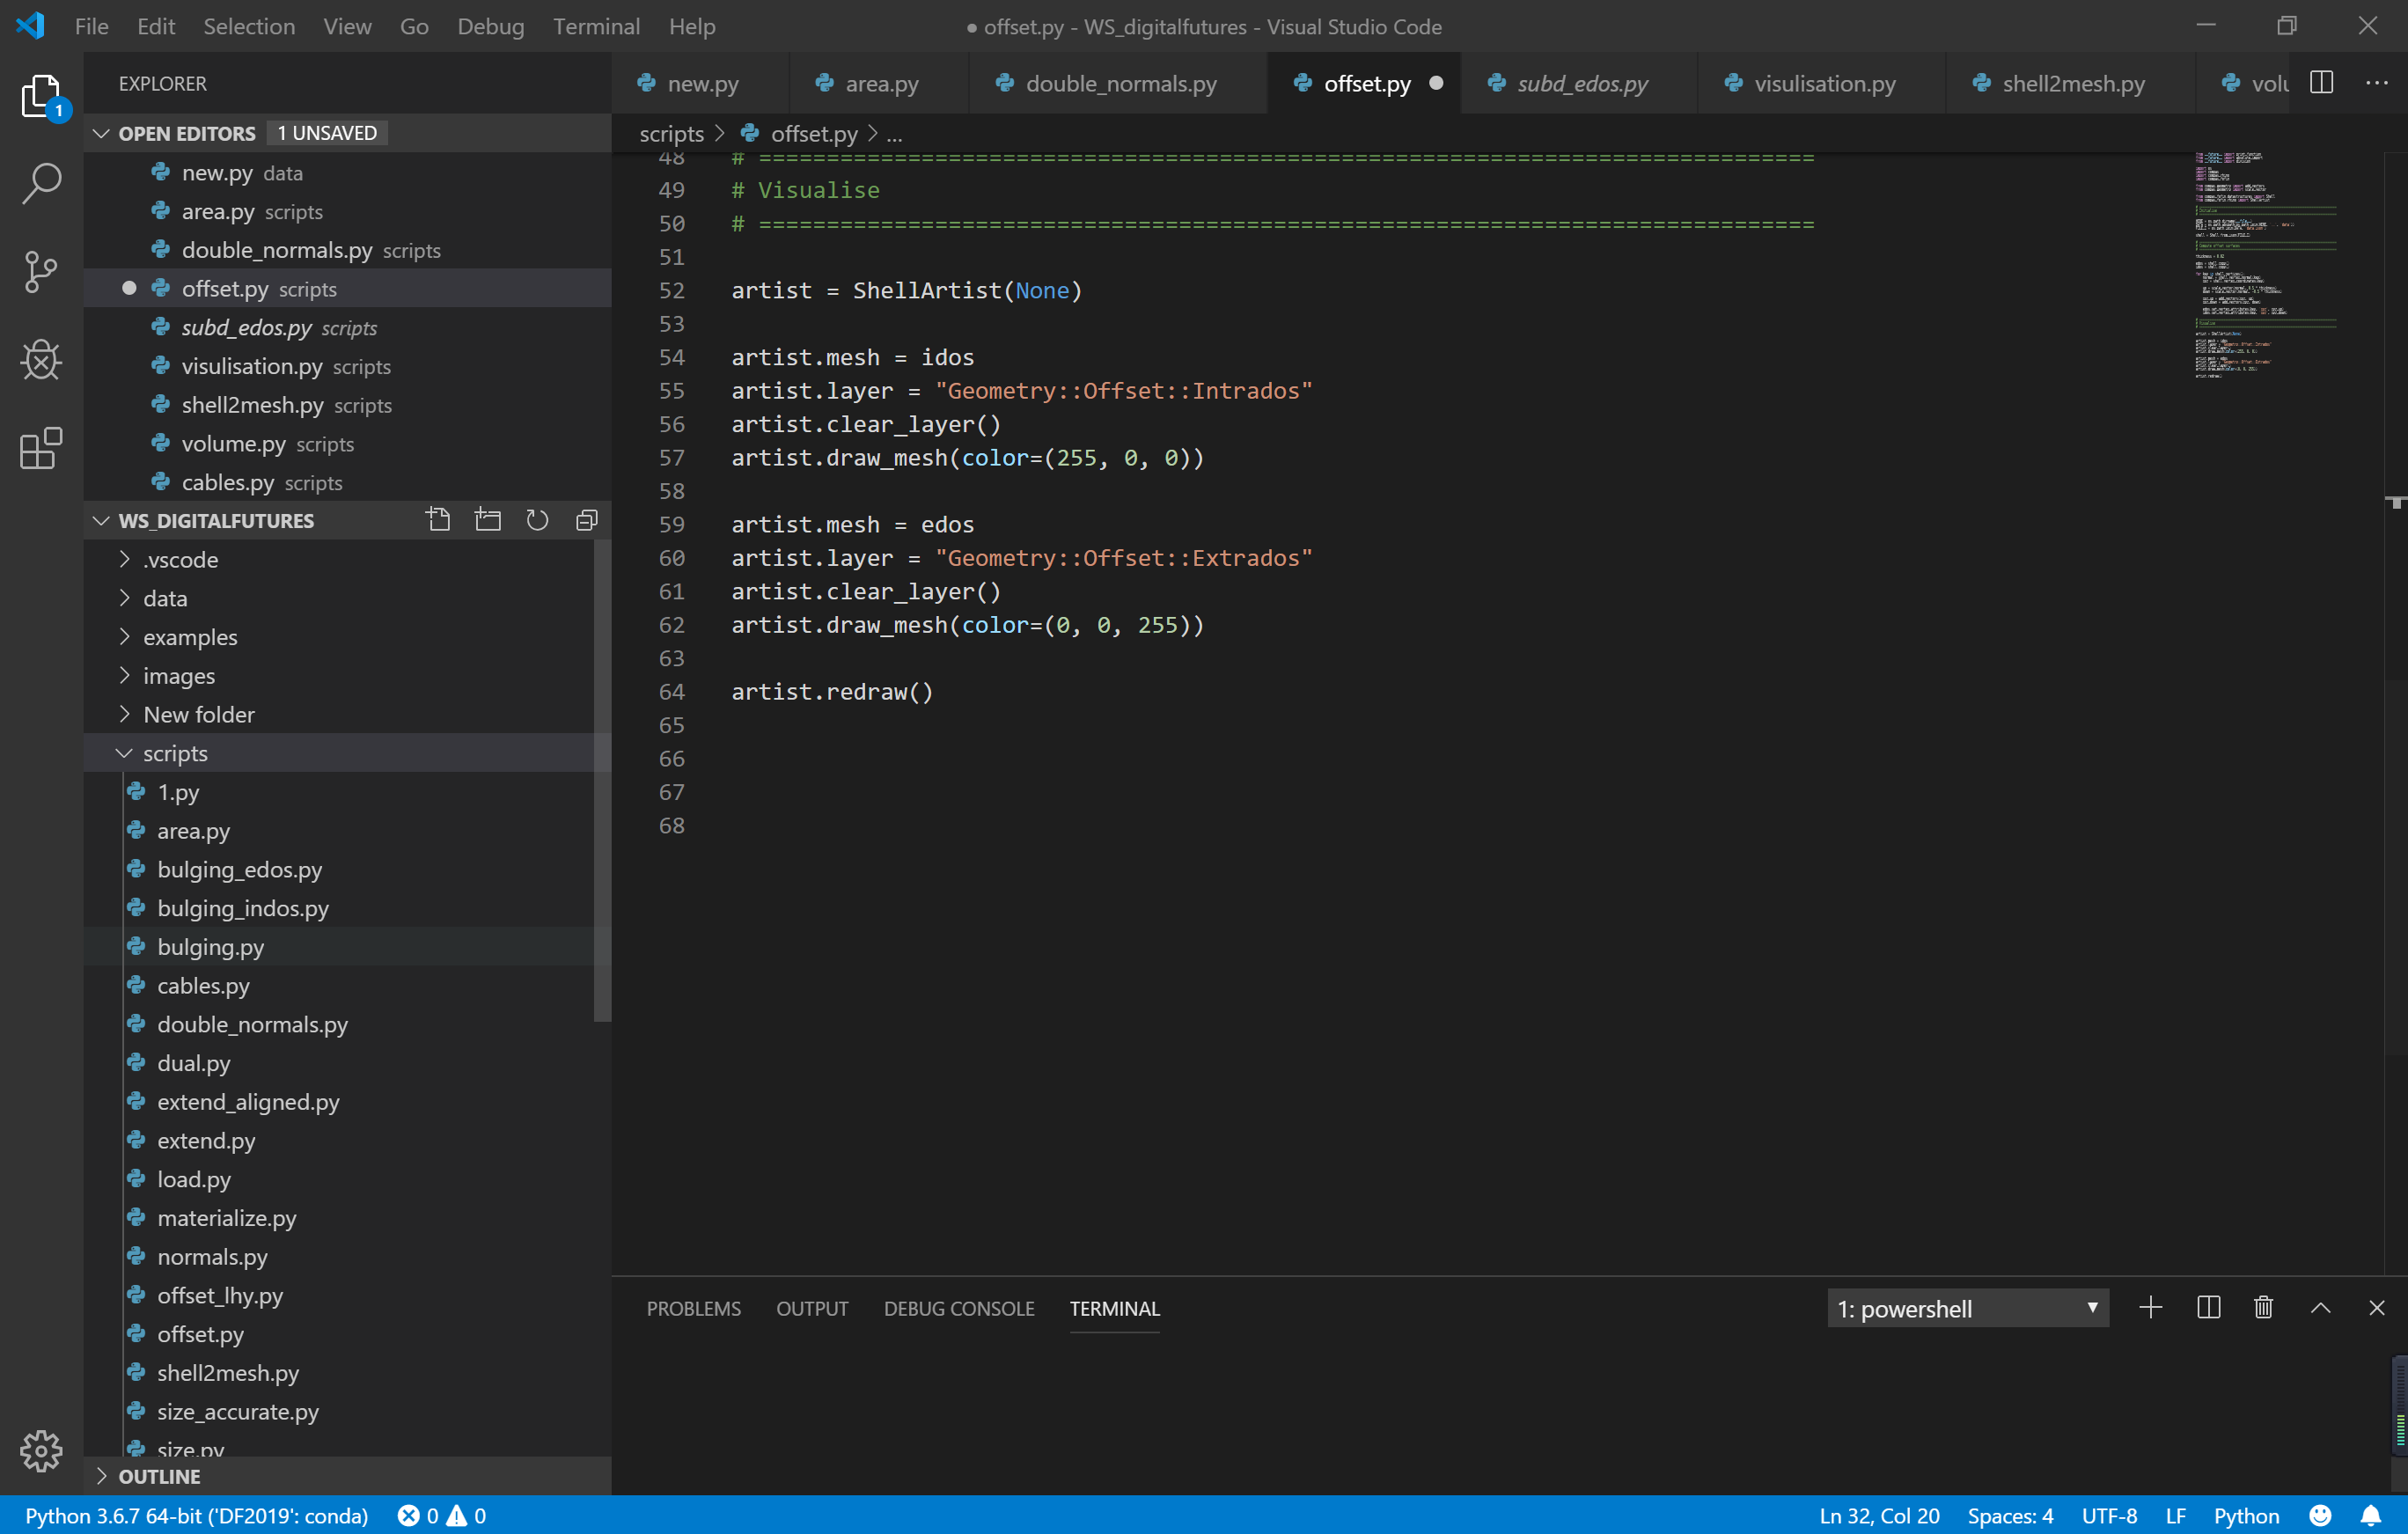 File Edit Selection View Go Debug Terminal Help
● offset.py - WS_digitalfutures - Visual Studio Code
1
EXPLORER
OPEN EDITORS 1 UNSAVED
new.py data
area.py scripts
double_normals.py scripts
offset.py scripts
subd_edos.py scripts
visulisation.py scripts
shell2mesh.py scripts
volume.py scripts
cables.py scripts
WS_DIGITALFUTURES
.vscode
data
examples
images
New folder
scripts
1.py
area.py
bulging_edos.py
bulging_indos.py
bulging.py
cables.py
double_normals.py
dual.py
extend_aligned.py
extend.py
load.py
materialize.py
normals.py
offset_lhy.py
offset.py
shell2mesh.py
size_accurate.py
size.py
OUTLINE
new.py area.py double_normals.py offset.py subd_edos.py visulisation.py shell2mesh.py volu
scripts > offset.py > ...
48 # ==============================================================================
49 # Visualise
50 # ==============================================================================
51
52 artist = ShellArtist(None)
53
54 artist.mesh = idos
55 artist.layer = "Geometry::Offset::Intrados"
56 artist.clear_layer()
57 artist.draw_mesh(color=(255, 0, 0))
58
59 artist.mesh = edos
60 artist.layer = "Geometry::Offset::Extrados"
61 artist.clear_layer()
62 artist.draw_mesh(color=(0, 0, 255))
63
64 artist.redraw()
65
66
67
68
PROBLEMS OUTPUT DEBUG CONSOLE TERMINAL
1: powershell
Python 3.6.7 64-bit ('DF2019': conda) 0 0
Ln 32, Col 20 Spaces: 4 UTF-8 LF Python